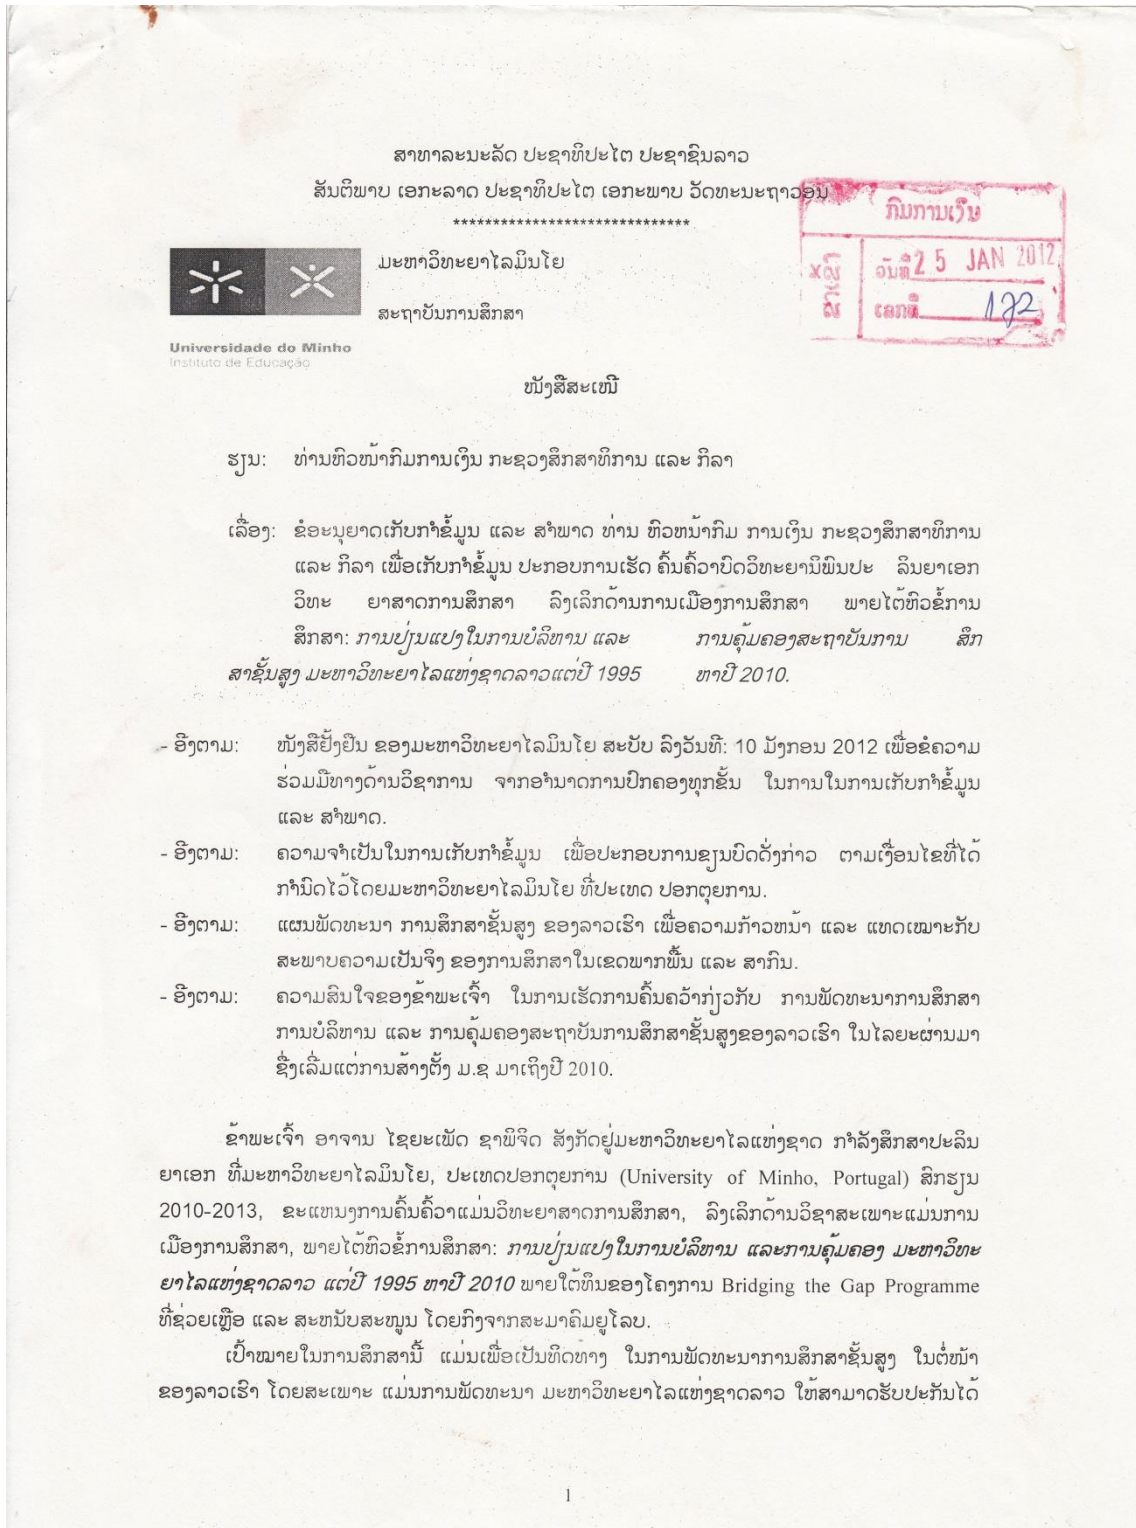 ສາທາລະນະລັດ ປະຊາທິປະໄຕ ປະຊາຊົນລາວ
ສັນຕິພາບ ເອກະລາດ ປະຊາທິປະໄຕ ເອກະພາບ ວັດທະນະຖາວອນ
******************************
ກົມການເງິນ
ຂາເຂົ້າ
ວັນທີ 25 JAN 2012
ເລກທີ 172
ມະຫາວິທະຍາໄລມິນໂຍ
ສະຖາບັນການສຶກສາ
Universidade do Minho
Instituto de Educação
ໜັງສືສະເໜີ
ຮຽນ: ທ່ານຫົວໜ້າກົມການເງິນ ກະຊວງສຶກສາທິການ ແລະ ກິລາ
ເລື່ອງ: ຂໍອະນຸຍາດເກັບກຳຂໍ້ມູນ ແລະ ສຳພາດ ທ່ານ ຫົວຫນ້າກົມ ການເງິນ ກະຊວງສຶກສາທິການ
ແລະ ກິລາ ເພື່ອເກັບກຳຂໍ້ມູນ ປະກອບການເຮັດ ຄົ້ນຄົ້ວາບົດວິທະຍານິພົນປະ ລິນຍາເອກ
ວິທະ ຍາສາດການສຶກສາ ລົງເລິກດ້ານການເມືອງການສຶກສາ ພາຍໄຕ້ຫົວຂໍ້ການ
ສຶກສາ: ການປ່ຽນແປງໃນການບໍລິຫານ ແລະ ການຄຸ້ມຄອງສະຖາບັນການ ສຶກ
ສາຊັ້ນສູງ ມະຫາວິທະຍາໄລແຫ່ງຊາດລາວແຕ່ປີ 1995 ຫາປີ 2010.
- ອີງຕາມ: ໜັງສືຢັ້ງຢືນ ຂອງມະຫາວິທະຍາໄລມິນໂຍ ສະບັບ ລົງວັນທີ: 10 ມັງກອນ 2012 ເພື່ອຂໍຄວາມ
ຮ່ວມມືທາງດ້ານວິຊາການ ຈາກອຳນາດການປົກຄອງທຸກຂັ້ນ ໃນການໃນການເກັບກຳຂໍ້ມູນ
ແລະ ສຳພາດ.
- ອີງຕາມ: ຄວາມຈຳເປັນໃນການເກັບກຳຂໍ້ມູນ ເພື່ອປະກອບການຂຽນບົດດັ່ງກ່າວ ຕາມເງື່ອນໄຂທີ່ໄດ້
ກຳນົດໄວ້ໂດຍມະຫາວິທະຍາໄລມິນໂຍ ທີ່ປະເທດ ປອກຕຸຍການ.
- ອີງຕາມ: ແຜນພັດທະນາ ການສຶກສາຊັ້ນສູງ ຂອງລາວເຮົາ ເພື່ອຄວາມກ້າວຫນ້າ ແລະ ແທດເໝາະກັບ
ສະພາບຄວາມເປັນຈິງ ຂອງການສຶກສາໃນເຂດພາກພື້ນ ແລະ ສາກົນ.
- ອີງຕາມ: ຄວາມສົນໃຈຂອງຂ້າພະເຈົ້າ ໃນການເຮັດການຄົ້ນຄວ້າກ່ຽວກັບ ການພັດທະນາການສຶກສາ
ການບໍລິຫານ ແລະ ການຄຸ້ມຄອງສະຖາບັນການສຶກສາຊັ້ນສູງຂອງລາວເຮົາ ໃນໄລຍະຜ່ານມາ
ຊຶ່ງເລີ່ມແຕ່ການສ້າງຕັ້ງ ມ.ຊ ມາເຖິງປີ 2010.
ຂ້າພະເຈົ້າ ອາຈານ ໄຊຍະເພັດ ຊາພິຈິດ ສັງກັດຢູ່ມະຫາວິທະຍາໄລແຫ່ງຊາດ ກຳລັງສຶກສາປະລິນ
ຍາເອກ ທີ່ມະຫາວິທະຍາໄລມິນໂຍ, ປະເທດປອກຕຸຍການ (University of Minho, Portugal) ສົກຮຽນ
2010-2013, ຂະແຫນງການຄົ້ນຄົ້ວາແມ່ນວິທະຍາສາດການສຶກສາ, ລົງເລິກດ້ານວິຊາສະເພາະແມ່ນການ
ເມືອງການສຶກສາ, ພາຍໄຕ້ຫົວຂໍ້ການສຶກສາ: ການປ່ຽນແປງໃນການບໍລິຫານ ແລະການຄຸ້ມຄອງ ມະຫາວິທະ
ຍາໄລແຫ່ງຊາດລາວ ແຕ່ປີ 1995 ຫາປີ 2010 ພາຍໃຕ້ທຶນຂອງໂຄງການ Bridging the Gap Programme
ທີ່ຊ່ວຍເຫຼືອ ແລະ ສະຫນັບສະໜູນ ໂດຍກົງຈາກສະມາຄົມຢູໂລບ.
ເປົ້າໝາຍໃນການສຶກສານີ້ ແມ່ນເພື່ອເປັນທິດທາງ ໃນການພັດທະນາການສຶກສາຊັ້ນສູງ ໃນຕໍ່ໜ້າ
ຂອງລາວເຮົາ ໂດຍສະເພາະ ແມ່ນການພັດທະນາ ມະຫາວິທະຍາໄລແຫ່ງຊາດລາວ ໃຫ້ສາມາດຮັບປະກັນໄດ້
1